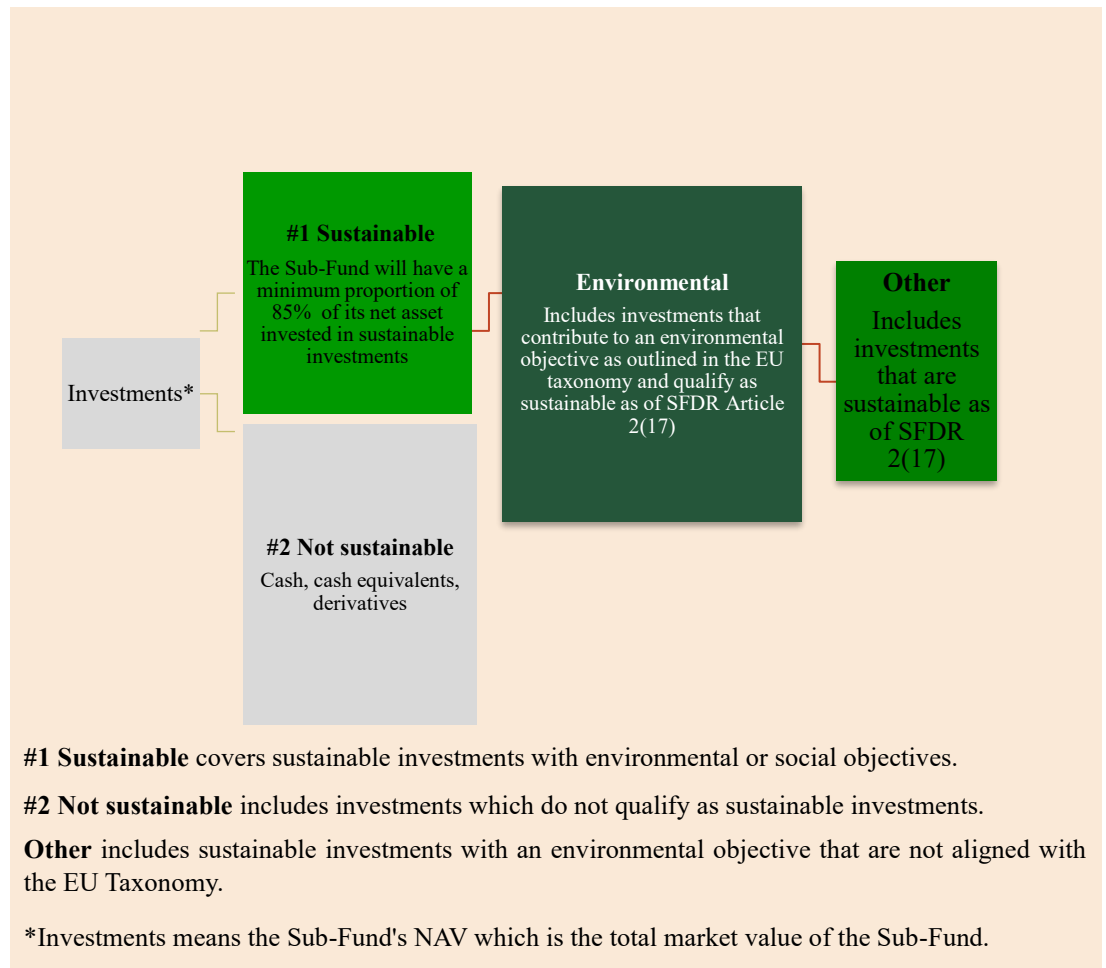 Investments*
#1 Sustainable
The Sub-Fund will have a
minimum proportion of
85% of its net asset
invested in sustainable
investments
#2 Not sustainable
Cash, cash equivalents,
derivatives
Environmental
Includes investments that
contribute to an environmental
objective as outlined in the EU
taxonomy and qualify as
sustainable as of SFDR Article
2(17)
Other
Includes
investments
that are
sustainable as
of SFDR
2(17)
#1 Sustainable covers sustainable investments with environmental or social objectives.
#2 Not sustainable includes investments which do not qualify as sustainable investments.
Other includes sustainable investments with an environmental objective that are not aligned with
the EU Taxonomy.
*Investments means the Sub-Fund's NAV which is the total market value of the Sub-Fund.